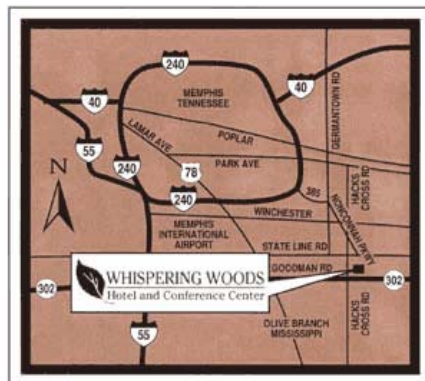 240
40
40
MEMPHIS
TENNESSEE
GERMANTOWN RD
LAMAR AVE
POPLAR
55
78
PARK AVE
N
240
HACKS
CROSS RD
240
385
NONCONNAH PKWY
WINCHESTER
MEMPHIS
INTERNATIONAL
AIRPORT
STATE LINE RD
GOODMAN RD
WHISPERING WOODS
Hotel and Conference Center
302
302
55
OLIVE BRANCH
MISSISSIPPI
HACKS
CROSS RD